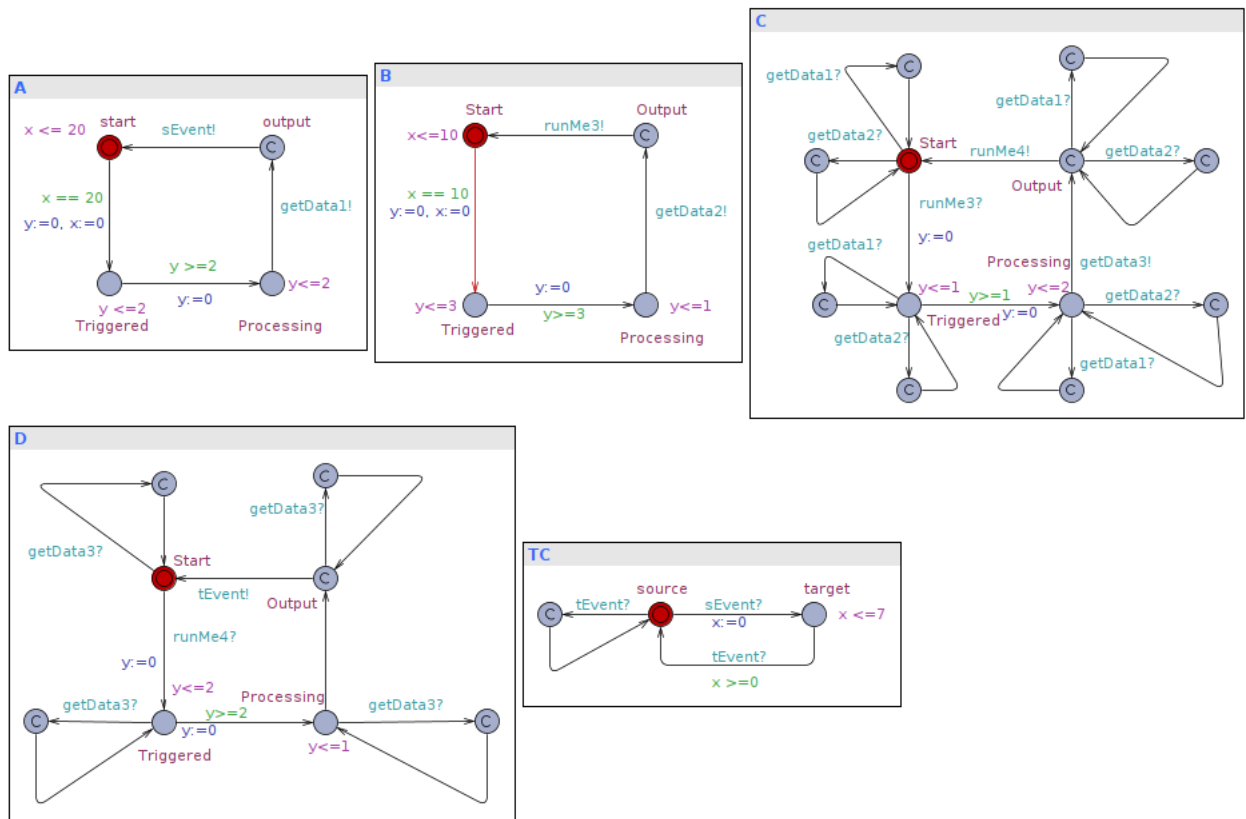 A
x <= 20
start
sEvent!
output
x == 20
y:=0, x:=0
getData1!
y >=2
y:=0
y <=2
y<=2
Triggered
Processing
B
Start
Output
x<=10
runMe3!
x == 10
y:=0, x:=0
getData2!
y<=3
y:=0
y>=3
y<=1
Triggered
Processing
C
C
C
getData1?
getData1?
getData2?
Start
runMe4!
getData2?
C
C
C
Output
runMe3?
y:=0
getData1?
Processing
getData3!
y<=1
y>=1
y<=2
getData2?
C
Triggered
y:=0
C
getData2?
getData1?
C
C
D
C
C
getData3?
getData3?
Start
tEvent!
C
Output
runMe4?
y:=0
y<=2
Processing
getData3?
y>=2
getData3?
C
y:=0
C
Triggered
y<=1
TC
source
target
tEvent?
sEvent?
x <=7
C
x:=0
tEvent?
x >=0
C
C